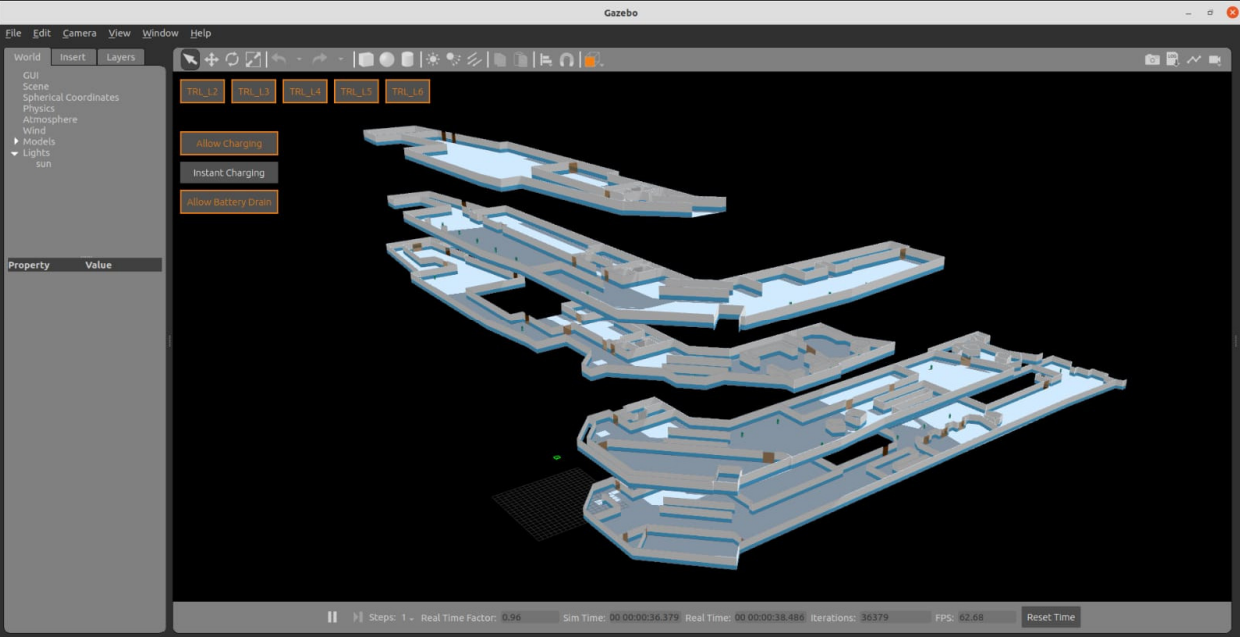 Gazebo
File Edit Camera View Window Help
World Insert Layers
GUI
Scene
Spherical Coordinates
Physics
Atmosphere
Wind
Models
Lights
sun
Property Value
TRL_L2 TRL_L3 TRL_L4 TRL_L5 TRL_L6
Allow Charging
Instant Charging
Allow Battery Drain
Steps: 1 Real Time Factor: 0.96 Sim Time: 00 00:00:36.379 Real Time: 00 00:00:38.486 Iterations: 36379 FPS: 62.68 Reset Time